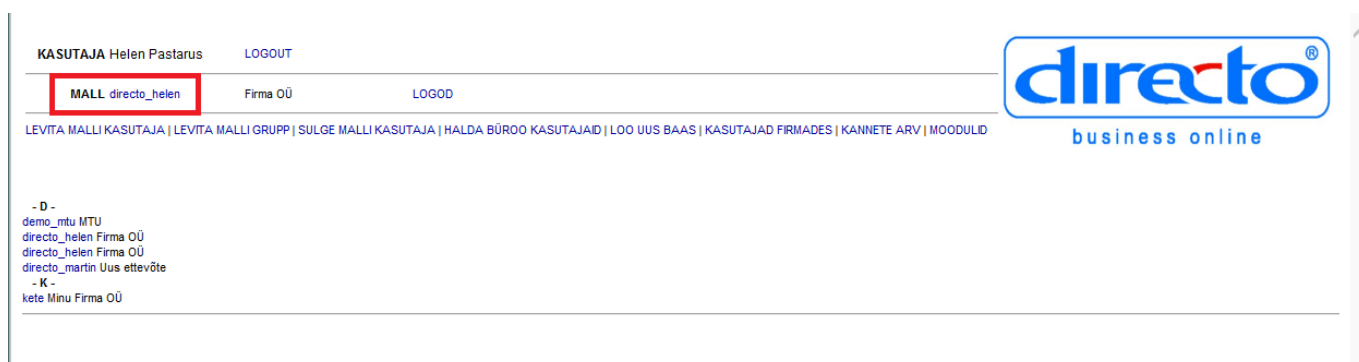 KASUTAJA Helen Pastarus LOGOUT
MALL directo_helen Firma OÜ LOGOD
directo®
business online
LEVITA MALLI KASUTAJA | LEVITA MALLI GRUPP | SULGE MALLI KASUTAJA | HALDA BÜROO KASUTAJAID | LOO UUS BAAS | KASUTAJAD FIRMADES | KANNETE ARV | MOODULID
- D -
demo_mtu MTU
directo_helen Firma OÜ
directo_helen Firma OÜ
directo_martin Uus ettevõte
- K -
kete Minu Firma OÜ